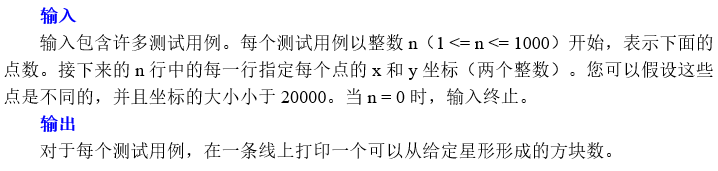 输入
输入包含许多测试用例。每个测试用例以整数 n（1 <= n <= 1000）开始，表示下面的
点数。接下来的 n 行中的每一行指定每个点的 x 和 y 坐标（两个整数）。您可以假设这些
点是不同的，并且坐标的大小小于 20000。当 n = 0 时，输入终止。
输出
对于每个测试用例，在一条线上打印一个可以从给定星形形成的方块数。